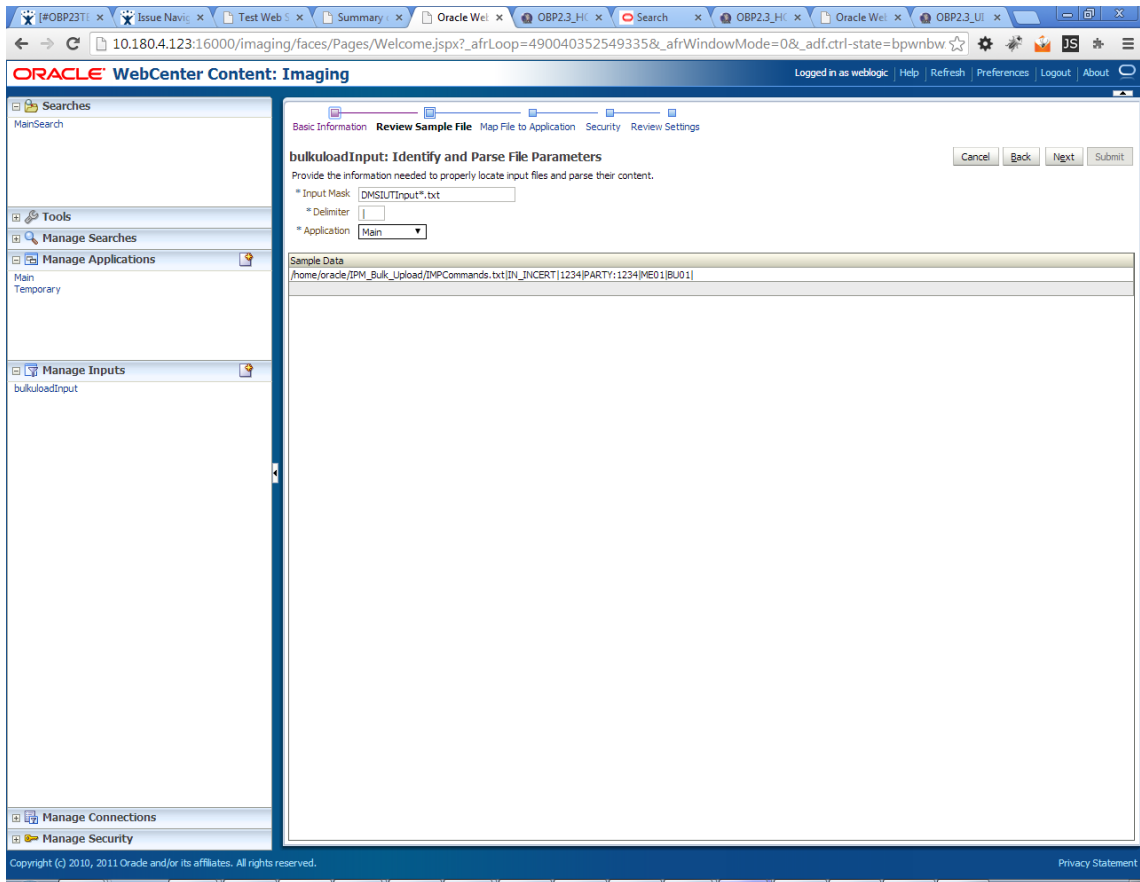 [#OBP23TE
Issue Navig
Test Web S
Summary
Oracle Wel
OBP2.3_H
Search
OBP2.3_H
Oracle Wel
OBP2.3_UI
10.180.4.123:16000/imaging/faces/Pages/Welcome.jspx?_afrLoop=490040352549335&_afrWindowMode=0&_adf.ctrl-state=bpwnbw
JS
ORACLE WebCenter Content: Imaging
Logged in as weblogic Help Refresh Preferences Logout About
Searches
MainSearch
Tools
Manage Searches
Manage Applications
Main
Temporary
Manage Inputs
bulkuloadInput
Manage Connections
Manage Security
Basic Information Review Sample File Map File to Application Security Review Settings
bulkuloadInput: Identify and Parse File Parameters
Cancel Back Next Submit
Provide the information needed to properly locate input files and parse their content.
* Input Mask DMSIUTInput*.txt
* Delimiter |
* Application Main
Sample Data
/home/oracle/IPM_Bulk_Upload/IMPCommands.txt|IN_INCERT|1234|PARTY:1234|ME01|BU01|
Copyright (c) 2010, 2011 Oracle and/or its affiliates. All rights reserved.
Privacy Statement